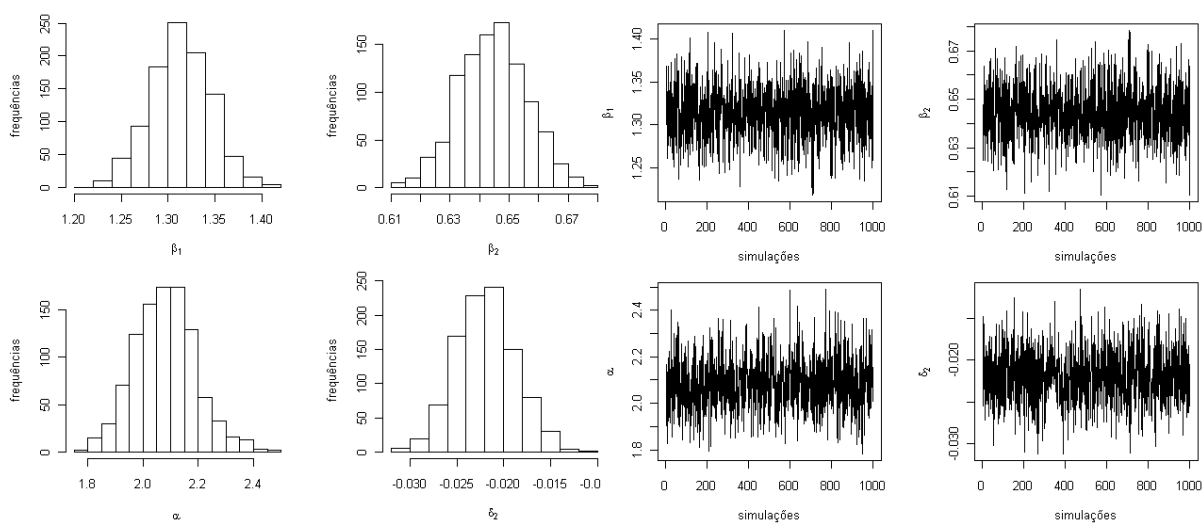 frequências
0 50 100 150 200 250
1.20 1.25 1.30 1.35 1.40
β1
frequências
0 50 100 150
0.61 0.63 0.65 0.67
β2
β1
1.25 1.30 1.35 1.40
0 200 400 600 800 1000
simulações
β2
0.61 0.63 0.65 0.67
0 200 400 600 800 1000
simulações
frequências
0 50 100 150
1.8 2.0 2.2 2.4
α
frequências
0 50 100 150 200 250
-0.030 -0.025 -0.020 -0.015 -0.0
δ2
α
1.8 2.0 2.2 2.4
0 200 400 600 800 1000
simulações
δ2
-0.030 -0.020
0 200 400 600 800 1000
simulações